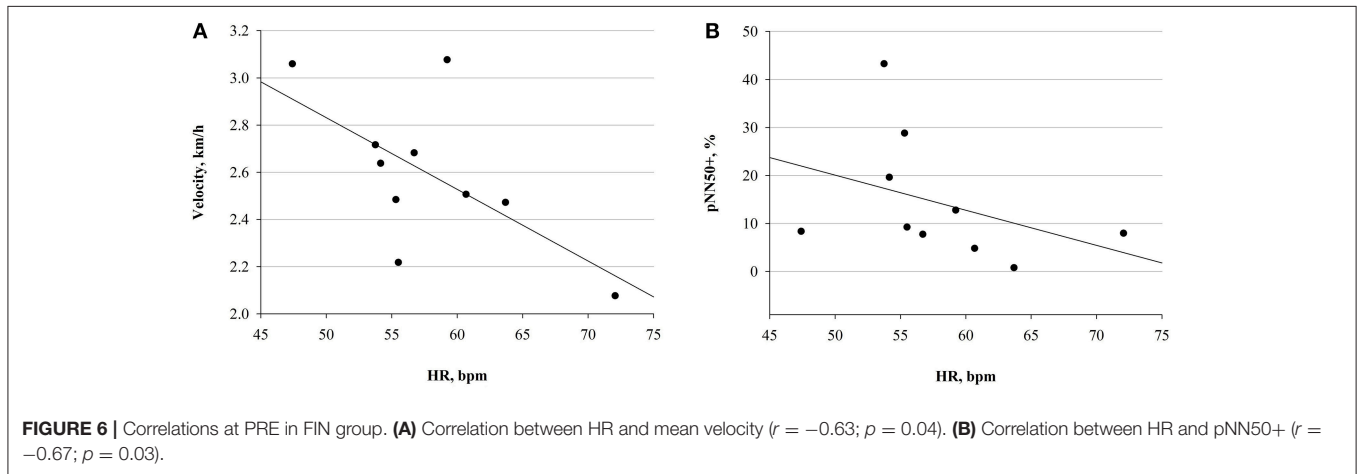 A
B
3.2
3.0
2.8
2.6
2.4
2.2
2.0
Velocity, km/h
45 50 55 60 65 70 75
HR, bpm
50
40
30
20
10
0
pNN50+, %
45 50 55 60 65 70 75
HR, bpm
FIGURE 6 | Correlations at PRE in FIN group. (A) Correlation between HR and mean velocity (r = −0.63; p = 0.04). (B) Correlation between HR and pNN50+ (r =
−0.67; p = 0.03).